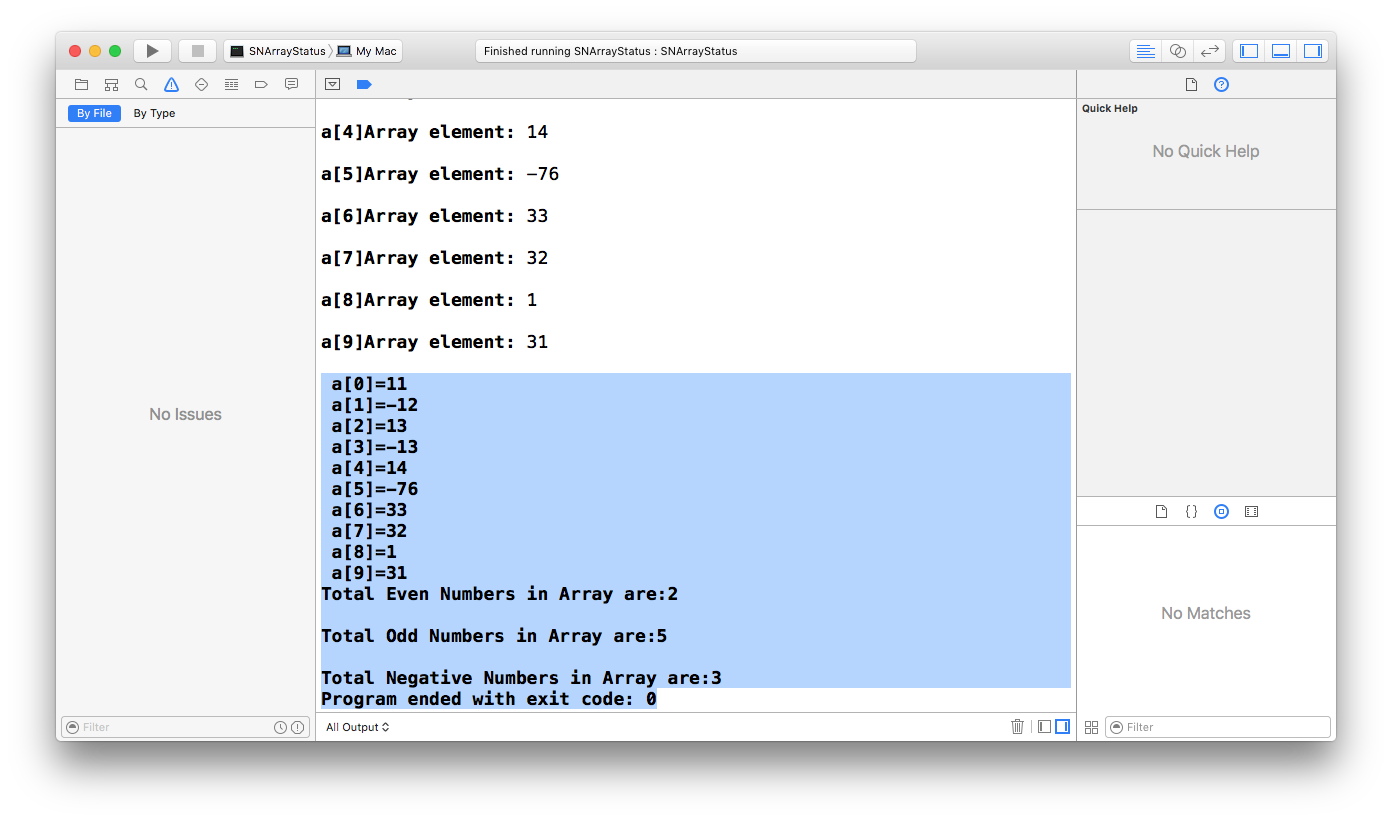 SNArrayStatus My Mac
Finished running SNArrayStatus : SNArrayStatus
By File By Type
No Issues
Filter
a[4]Array element: 14
a[5]Array element: -76
a[6]Array element: 33
a[7]Array element: 32
a[8]Array element: 1
a[9]Array element: 31
a[0]=11
a[1]=-12
a[2]=13
a[3]=-13
a[4]=14
a[5]=-76
a[6]=33
a[7]=32
a[8]=1
a[9]=31
Total Even Numbers in Array are:2
Total Odd Numbers in Array are:5
Total Negative Numbers in Array are:3
Program ended with exit code: 0
All Output
Quick Help
No Quick Help
{}
No Matches
Filter